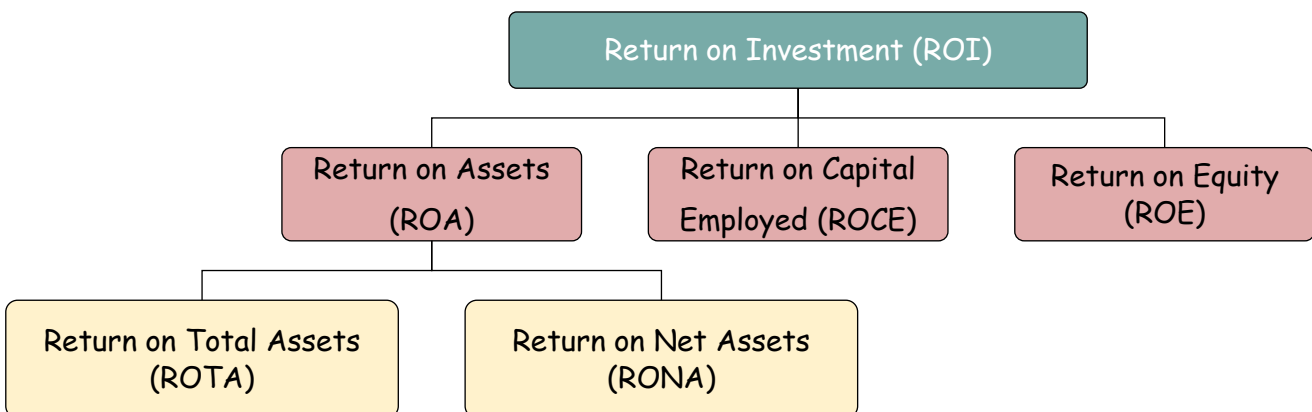 Return on Investment (ROI)
Return on Assets
(ROA)
Return on Capital
Employed (ROCE)
Return on Equity
(ROE)
Return on Total Assets
(ROTA)
Return on Net Assets
(RONA)